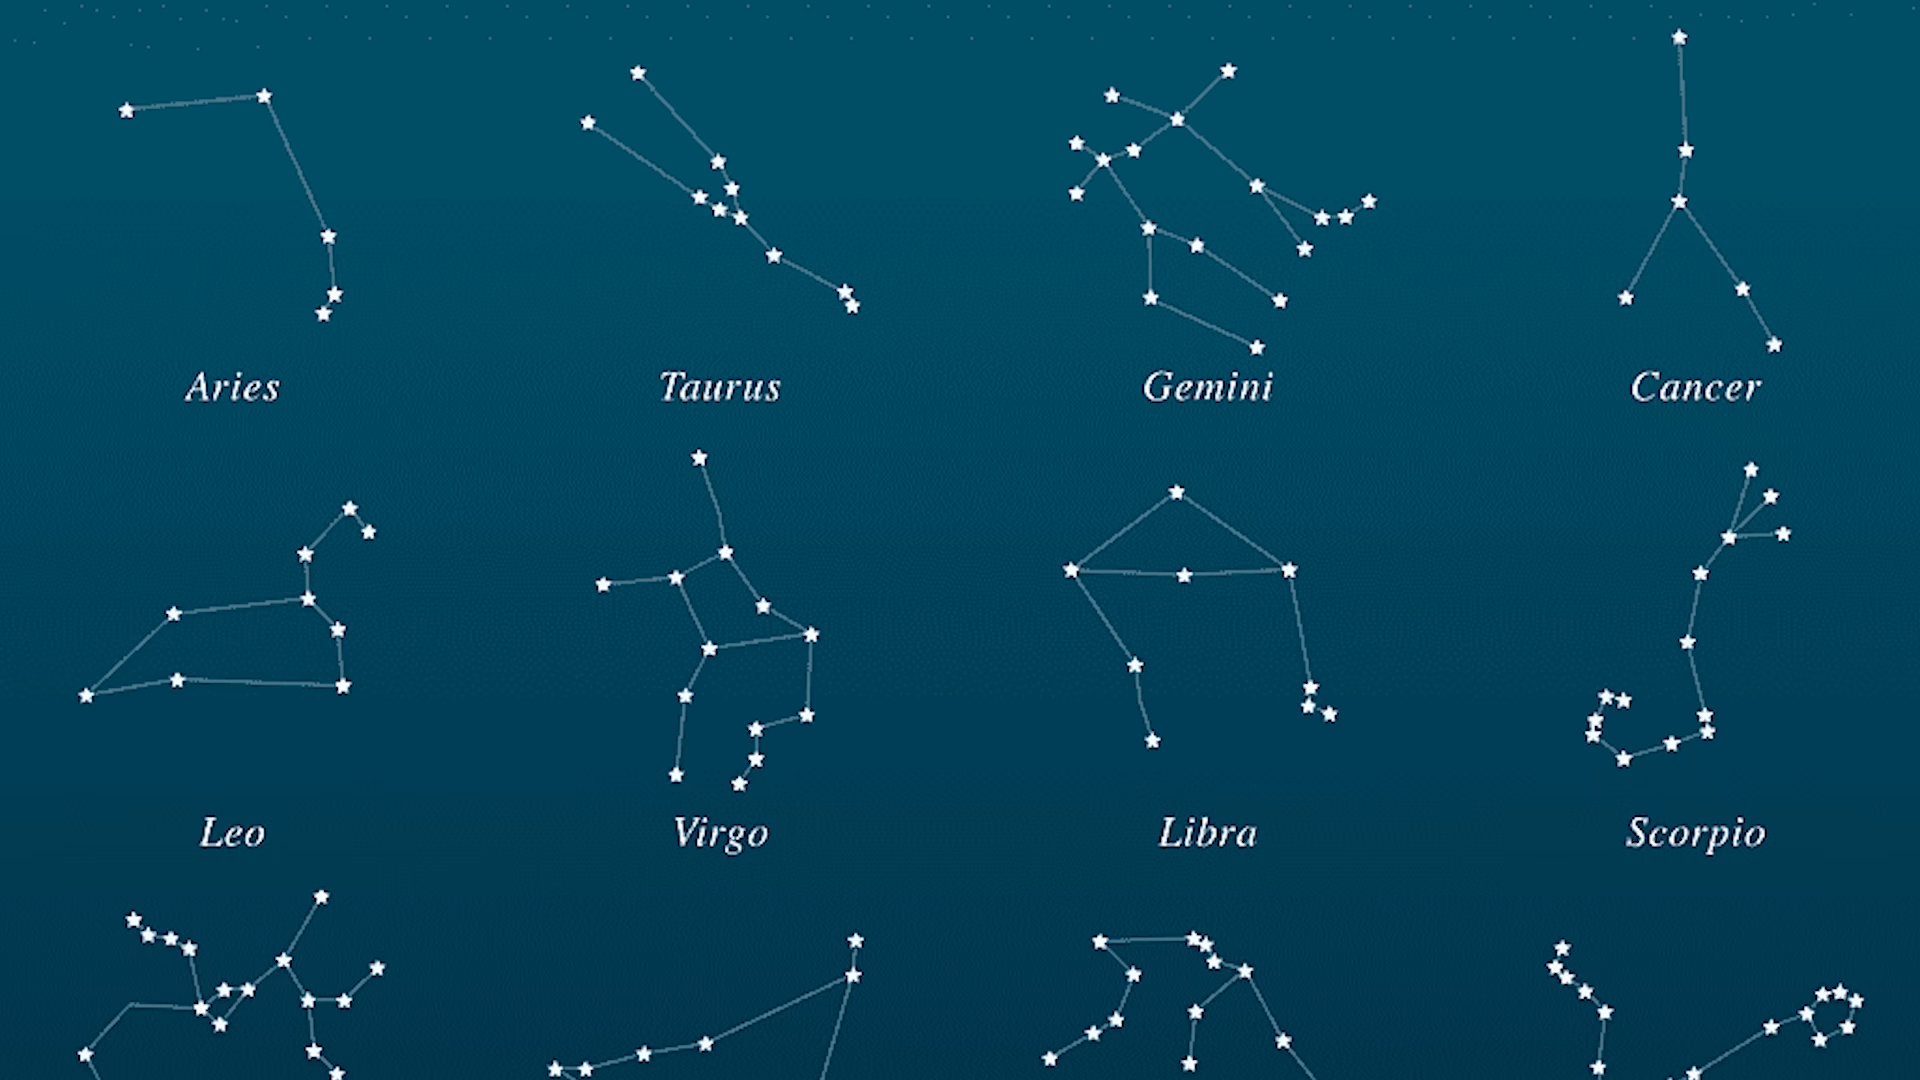 Aries
Taurus
Gemini
Cancer
Leo
Virgo
Libra
Scorpio